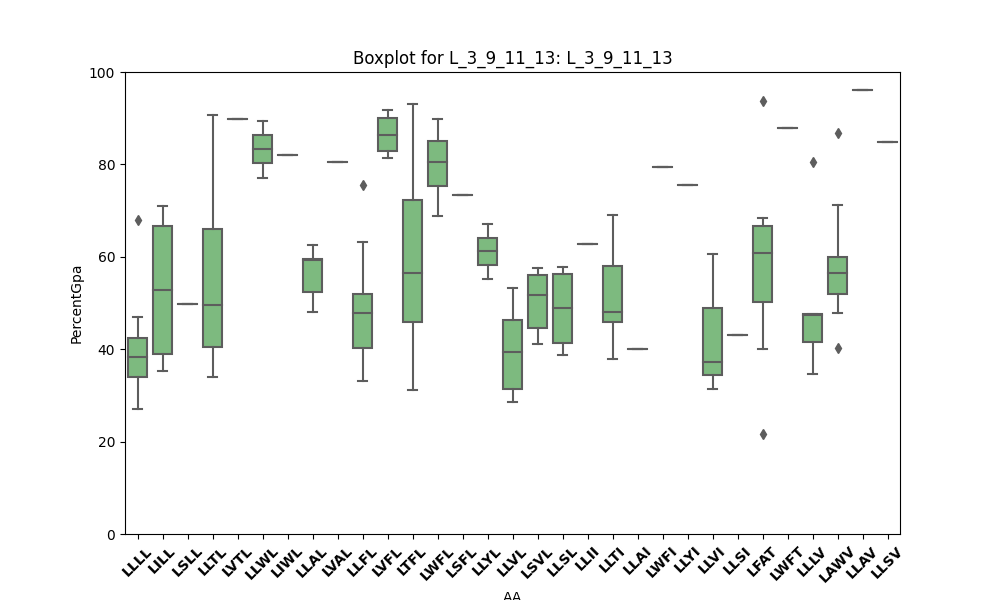 Boxplot for L_3_9_11_13: L_3_9_11_13
PercentGpa
100
80
60
40
20
0
LLLL
LILL
LSLL
LLTL
LVTL
LLWL
LIWL
LLAL
LVAL
LLFL
LVFL
LTFL
LWFL
LSFL
LLYL
LLVL
LSVL
LLSL
LLII
LLTI
LLAI
LWFI
LLYI
LLVI
LLSI
LFAT
LWFT
LLLV
LAWV
LLAV
LLSV
AA